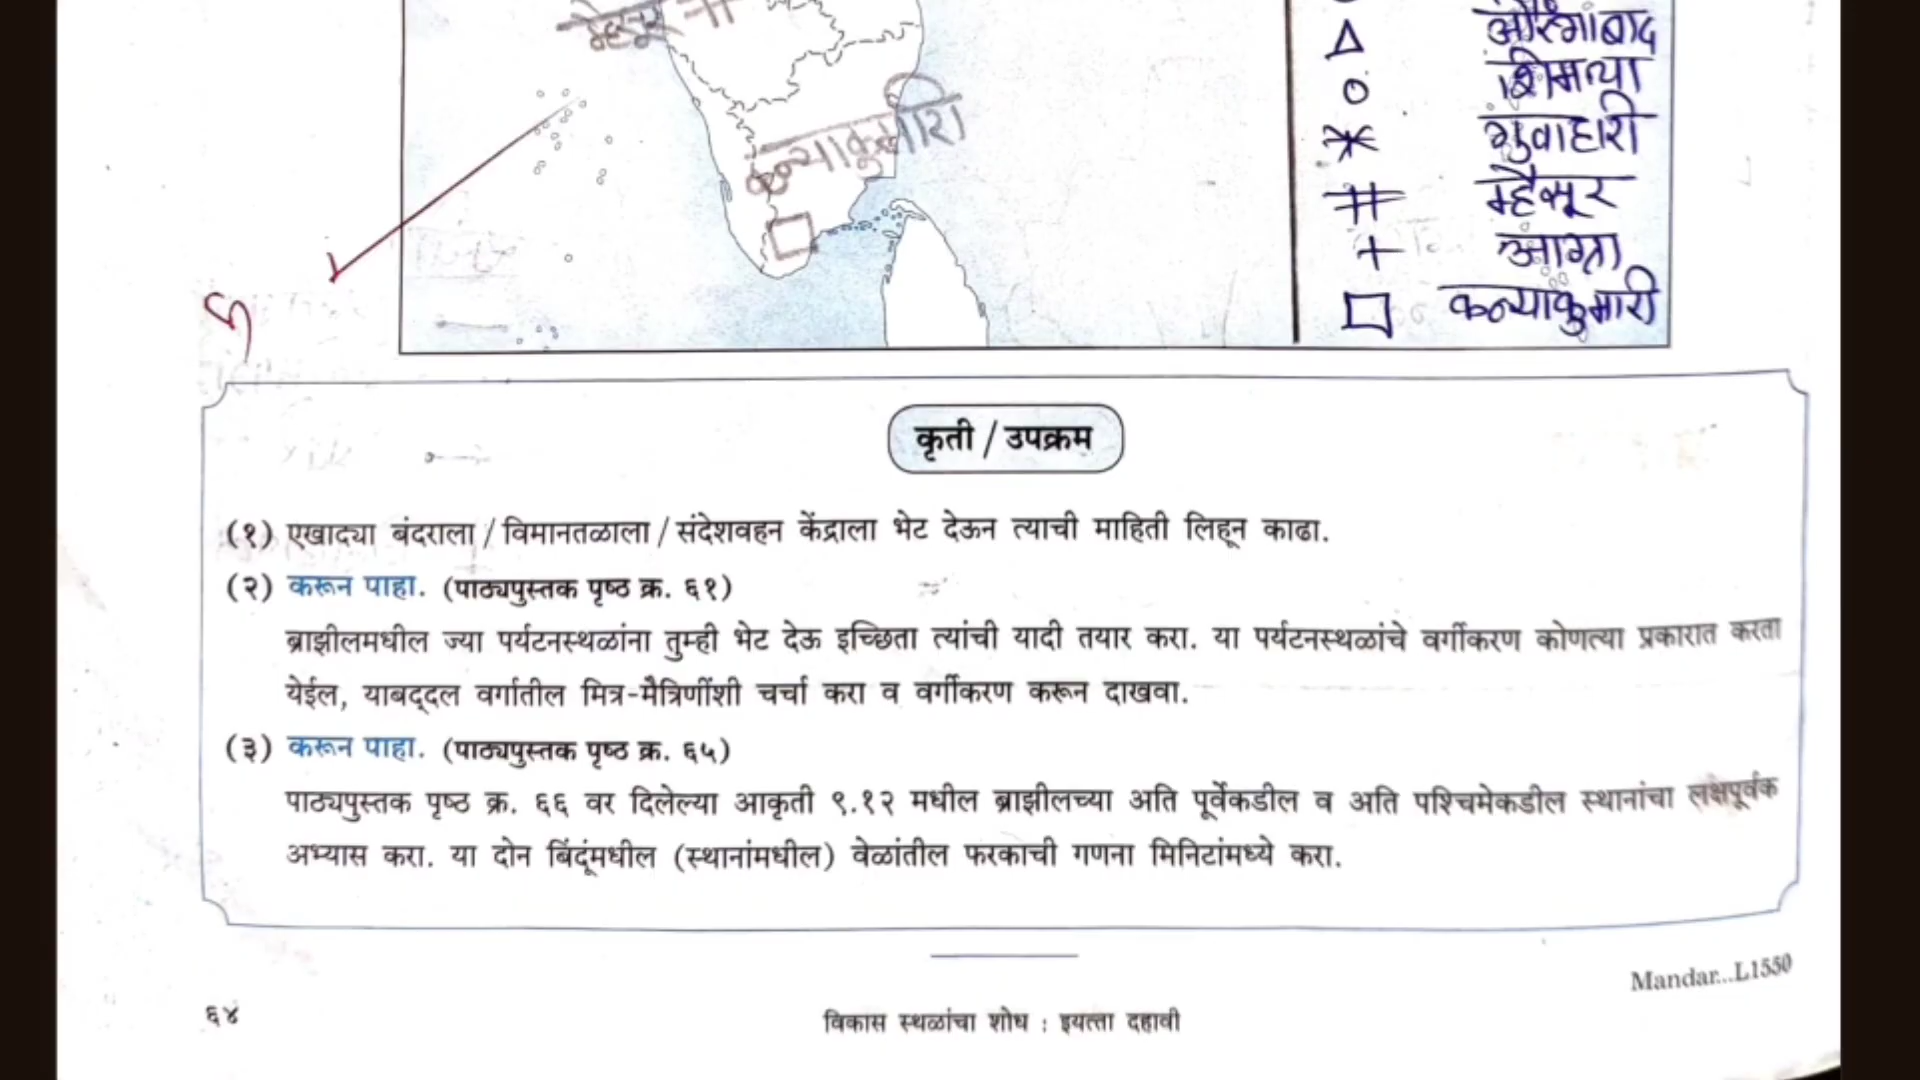 म्हैसूर #
औरंगाबाद
शिमल्या
गुवाहारी
कन्याकुमारी
म्हैसूर
आग्रा
कन्याकुमारी
५
कृती / उपक्रम
(१) एखाद्या बंदराला / विमानतळाला / संदेशवहन केंद्राला भेट देऊन त्याची माहिती लिहून काढा.
(२) करून पाहा. (पाठ्यपुस्तक पृष्ठ क्र. ६१)
ब्राझीलमधील ज्या पर्यटनस्थळांना तुम्ही भेट देऊ इच्छिता त्यांची यादी तयार करा. या पर्यटनस्थळांचे वर्गीकरण कोणत्या प्रकारात करता
येईल, याबद्दल वर्गातील मित्र-मैत्रिणींशी चर्चा करा व वर्गीकरण करून दाखवा.
(३) करून पाहा. (पाठ्यपुस्तक पृष्ठ क्र. ६५)
पाठ्यपुस्तक पृष्ठ क्र. ६६ वर दिलेल्या आकृती ९.१२ मधील ब्राझीलच्या अति पूर्वेकडील व अति पश्चिमेकडील स्थानांचा लक्षपूर्वक
अभ्यास करा. या दोन बिंदूंमधील (स्थानांमधील) वेळांतील फरकाची गणना मिनिटांमध्ये करा.
Mandar...L1550
६४
विकास स्थळांचा शोध : इयत्ता दहावी